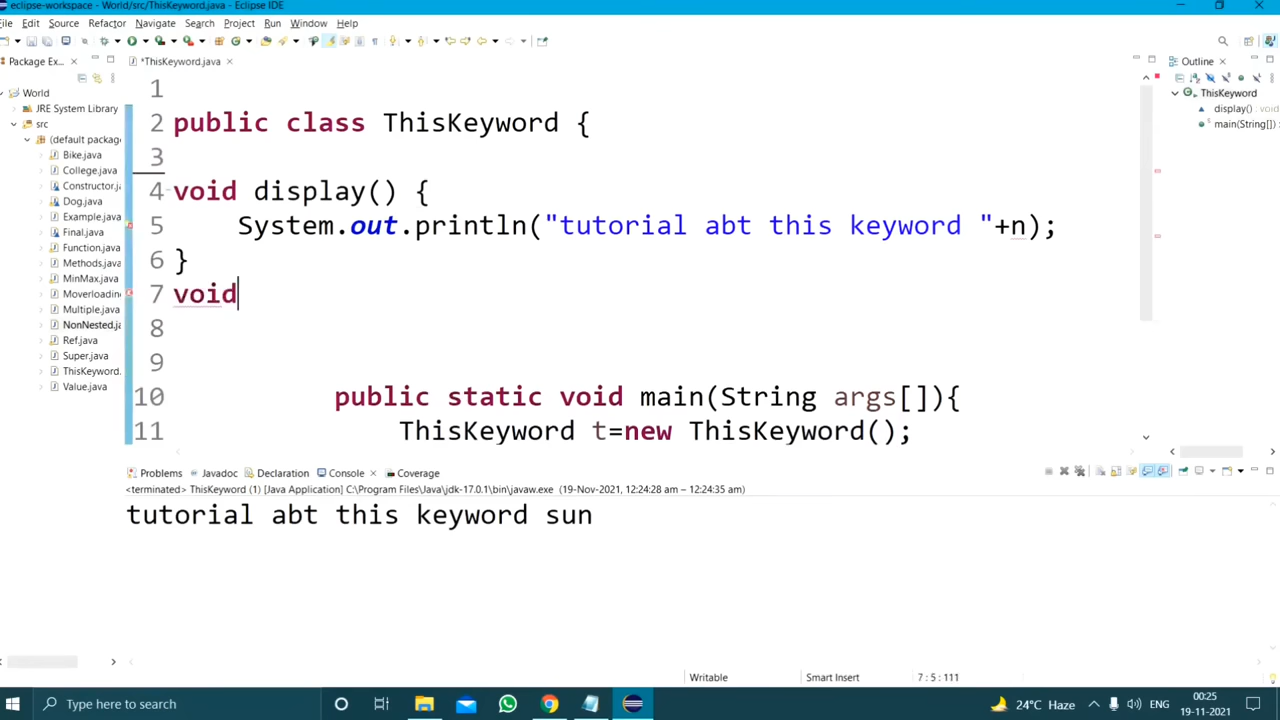 eclipse-workspace - World/src/ThisKeyword.java - Eclipse IDE
File Edit Source Refactor Navigate Search Project Run Window Help
Package Ex...
*ThisKeyword.java
Outline
World
JRE System Library
src
(default package
Bike.java
College.java
Constructor.ja
Dog.java
Example.java
Final.java
Function.java
Methods.java
MinMax.java
Moverloading
Multiple.java
NonNested.ja
Ref.java
Super.java
ThisKeyword.
Value.java
1
2 public class ThisKeyword {
3
4 void display() {
5 System.out.println("tutorial abt this keyword "+n);
6 }
7 void
8
9
10 public static void main(String args[]){
11 ThisKeyword t=new ThisKeyword();
ThisKeyword
display() : void
main(String[]) :
Problems Javadoc Declaration Console Coverage
<terminated> ThisKeyword (1) [Java Application] C:\Program Files\Java\jdk-17.0.1\bin\javaw.exe (19-Nov-2021, 12:24:28 am – 12:24:35 am)
tutorial abt this keyword sun
Writable Smart Insert 7 : 5 : 111
Type here to search
24°C Haze
ENG
00:25
19-11-2021